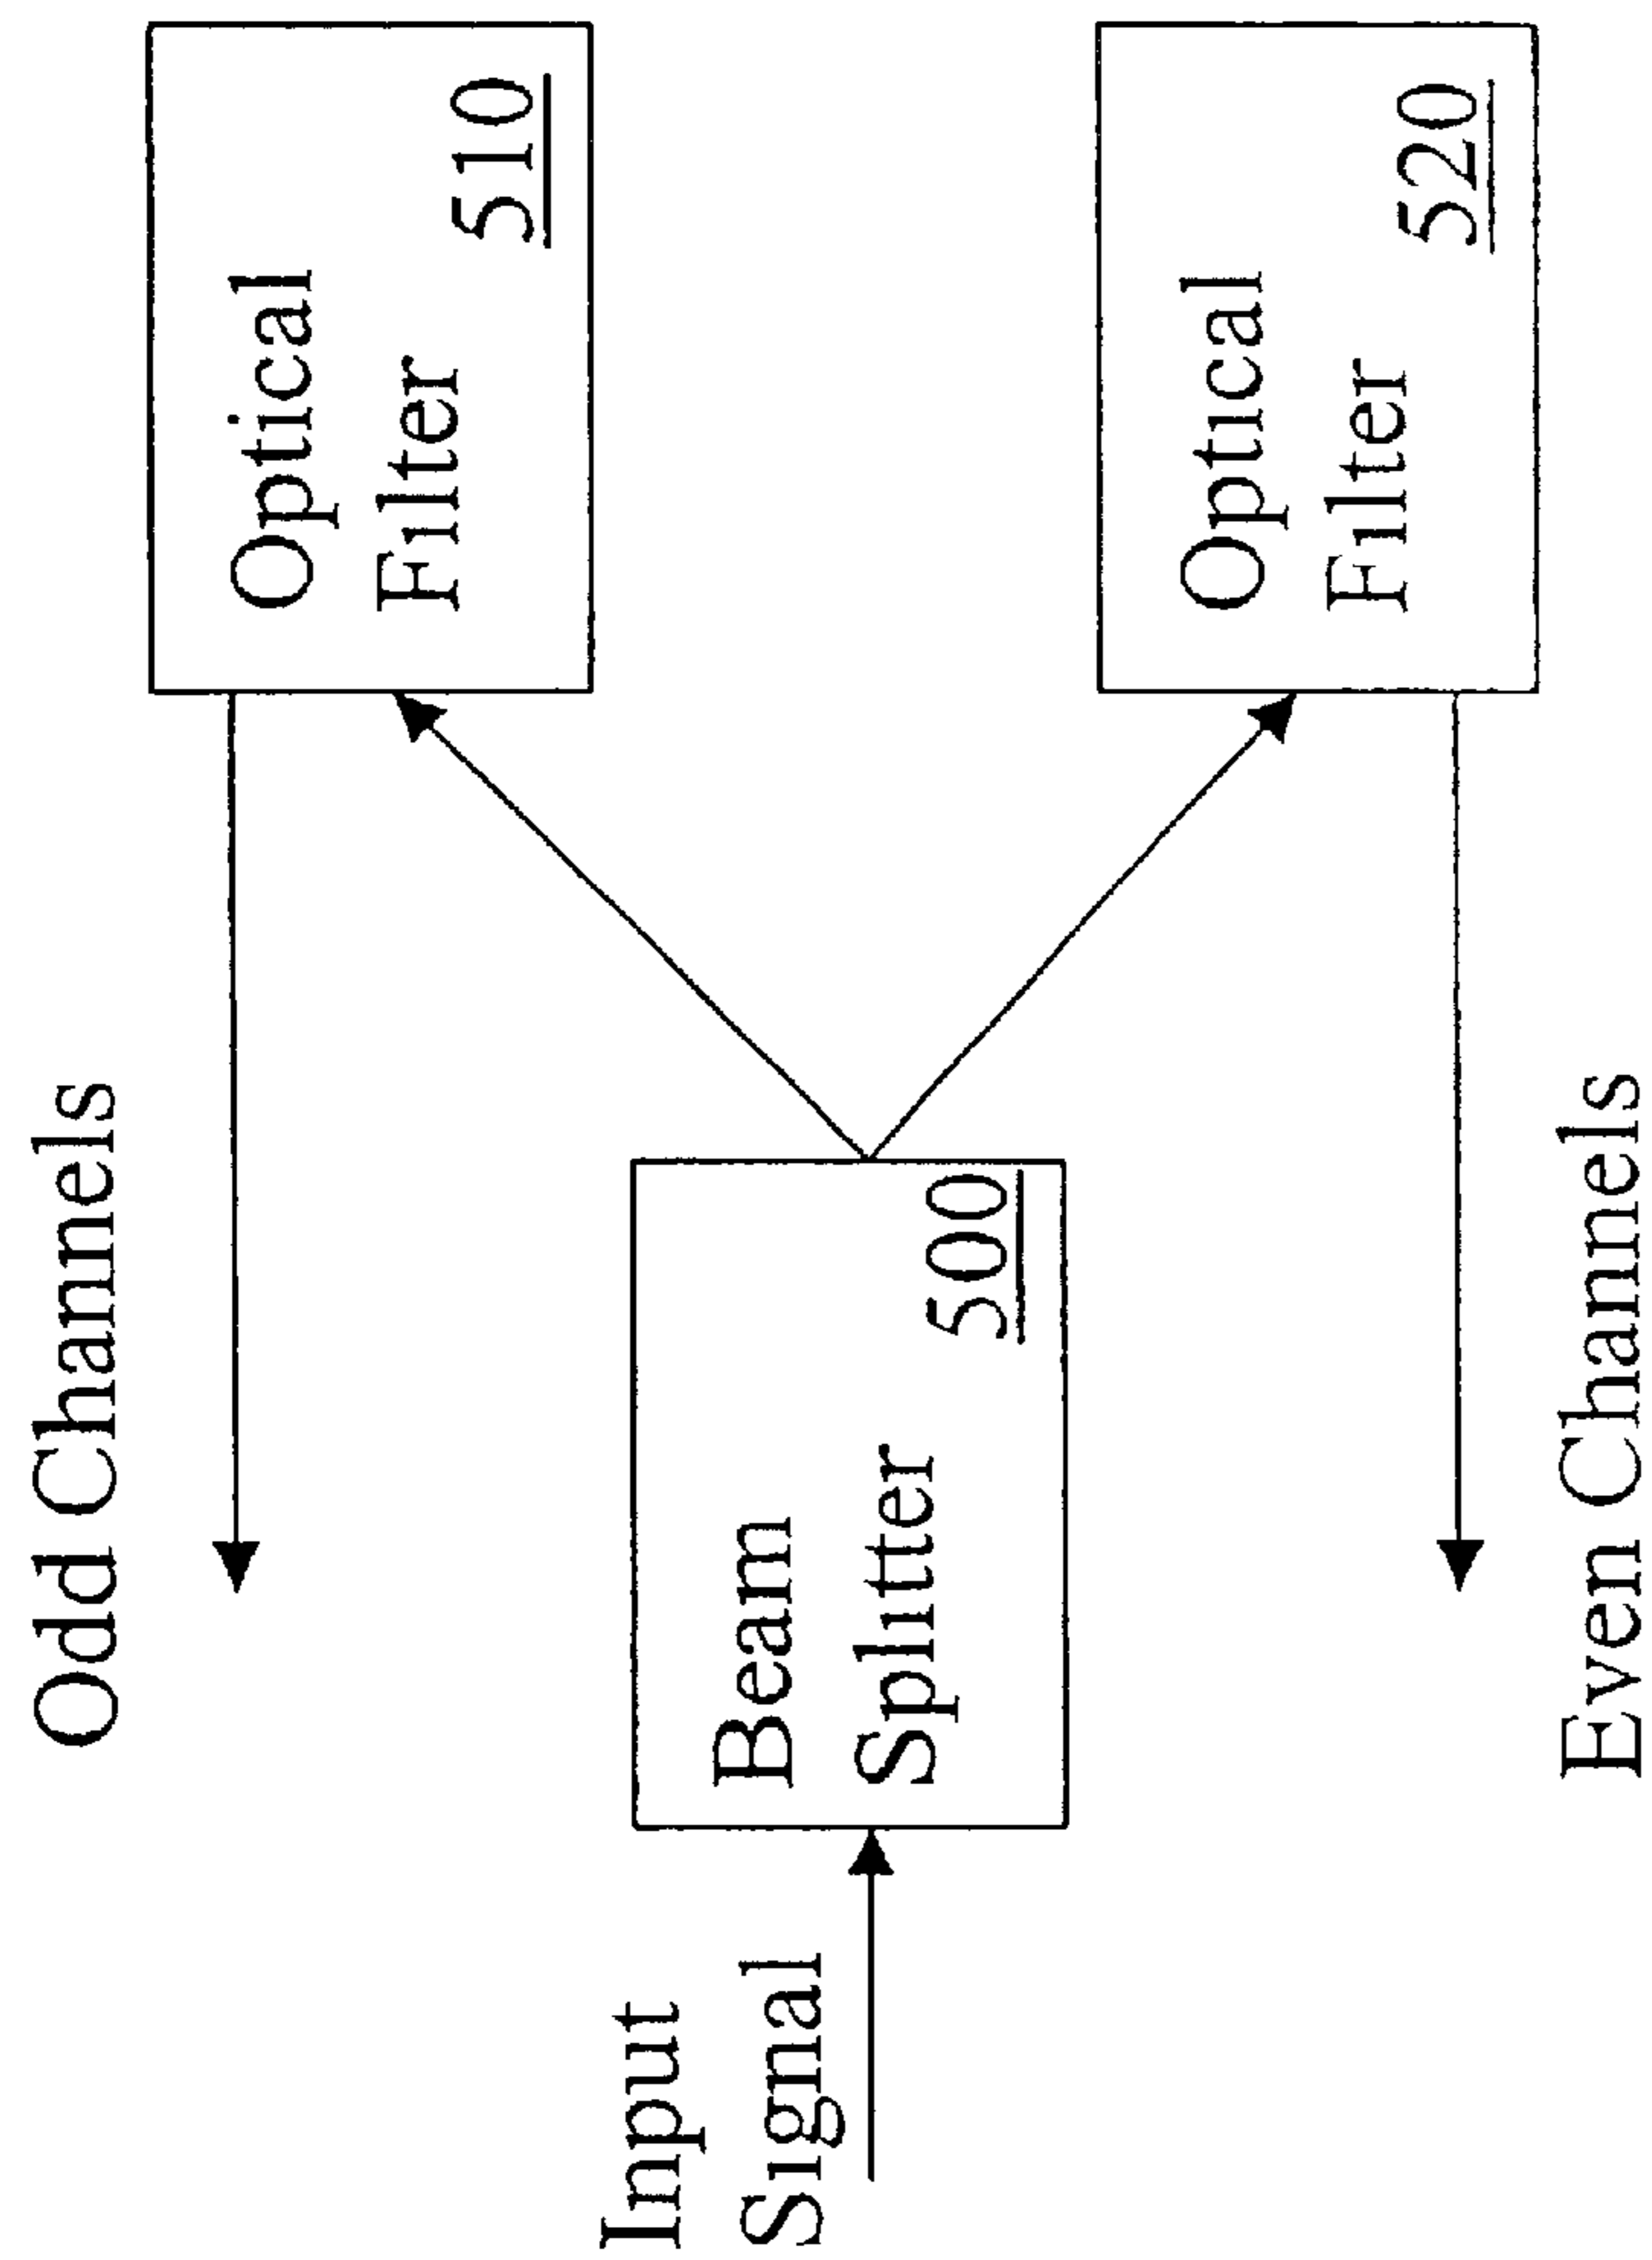 Odd Channels
Optical
Filter
510
Input
Signal
Beam
Splitter
500
Optical
Filter
520
Even Channels